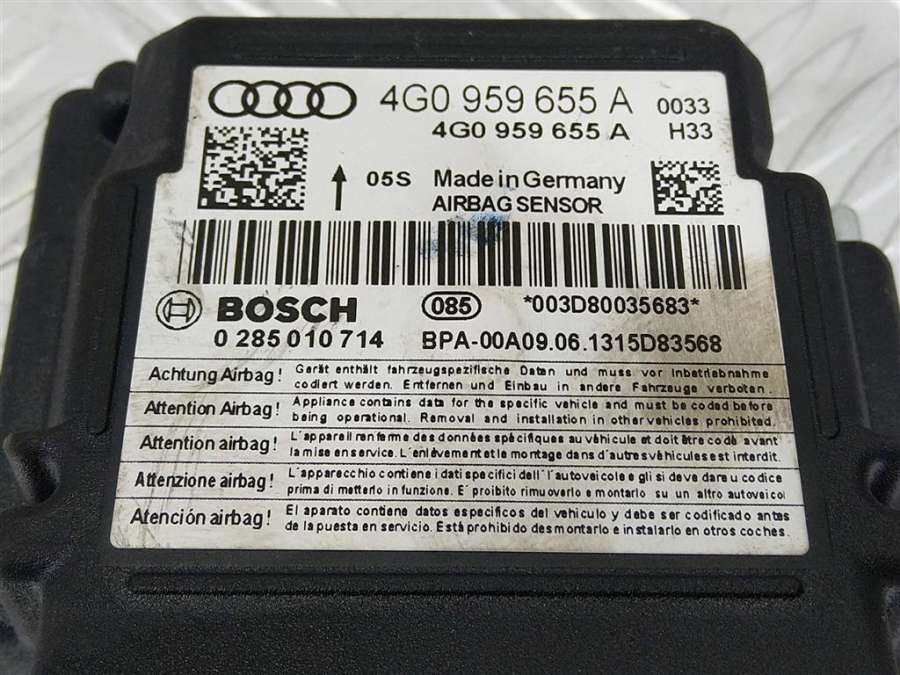 4G0 959 655 A 0033
4G0 959 655 A H33
05S Made in Germany
AIRBAG SENSOR
BOSCH 085 *003D80035683*
0 285 010 714 BPA-00A09.06.1315D83568
Achtung Airbag! Gerät enthält fahrzeugspezifische Daten und muss vor Inbetriebnahme
codiert werden. Entfernen und Einbau in andere Fahrzeuge verboten.
Attention Airbag! Appliance contains data for the specific vehicle and must be coded before
being operational. Removal and installation in other vehicles prohibited.
Attention airbag! L'appareil renferme des données spécifiques au véhicule et doit être codé avant
la mise en service. L'enlèvement et le montage dans d'autres véhicules est interdit.
Attenzione airbag! L'apparecchio contiene i dati specifici dell'l'autoveicolo e gli si deve dare u codice
prima di metterlo in funzione. E' proibito rimuoverlo e montarlo su un altro autoveicol
Atención airbag! El aparato contiene datos específicos del vehículo y debe ser codificado antes
de la puesta en servicio. Está prohibido desmontarlo e instalarlo en otros coches.